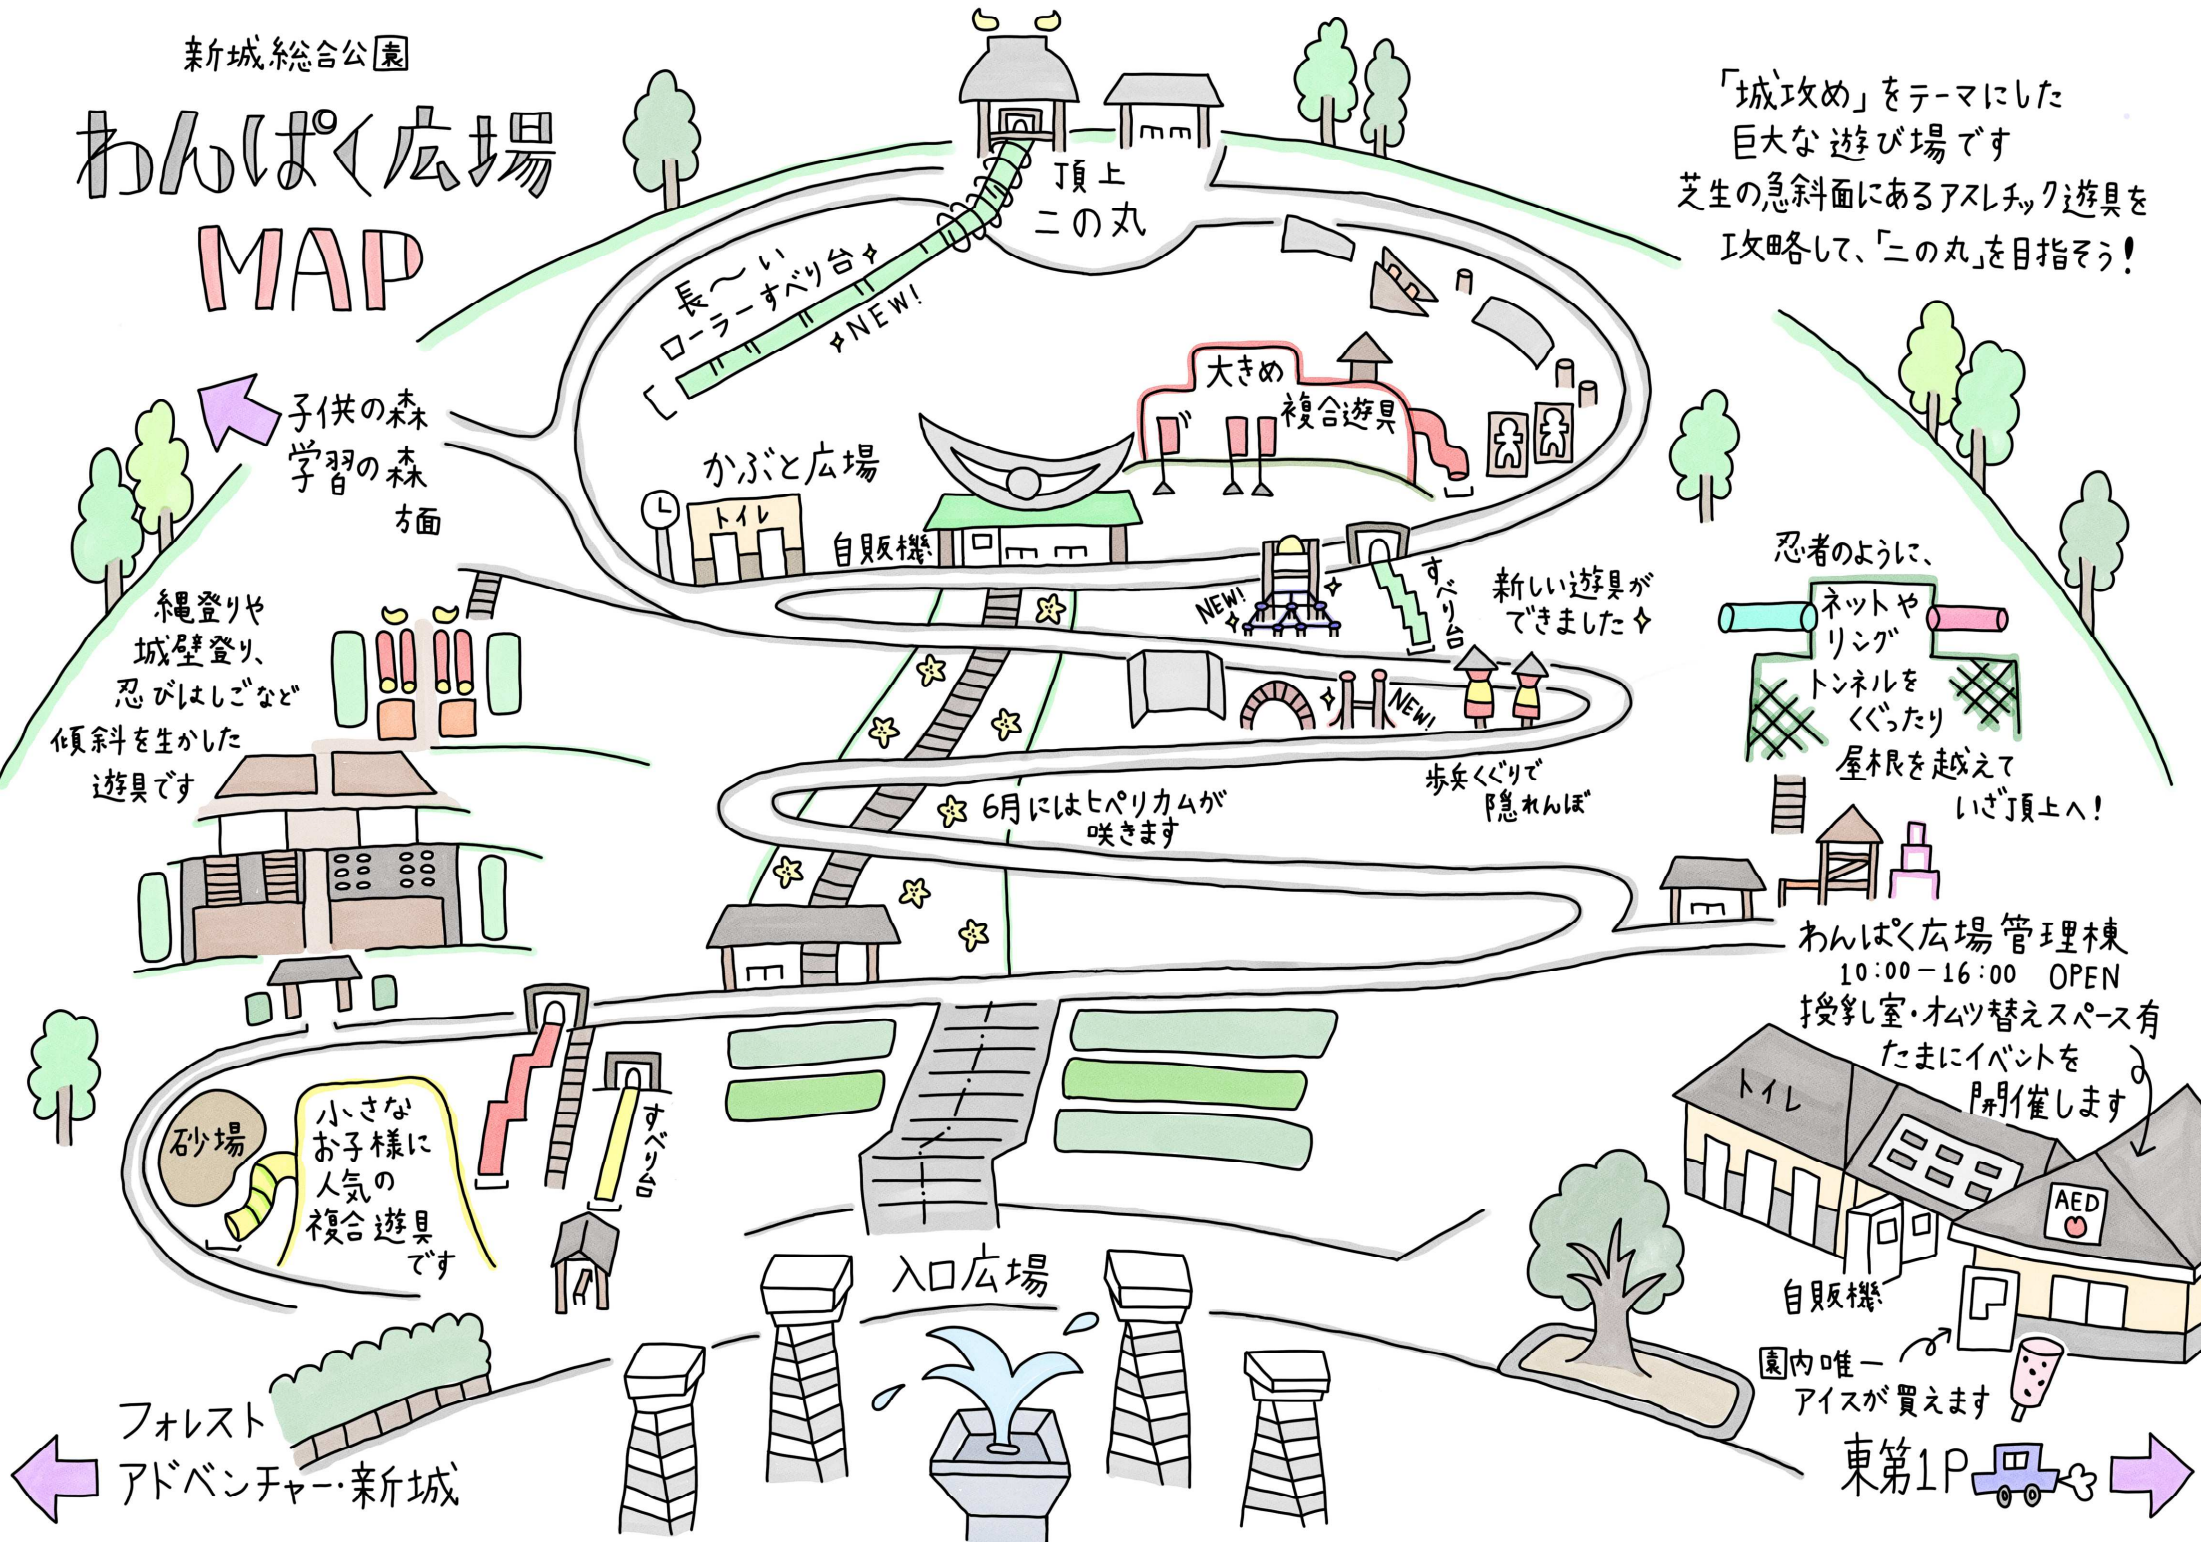 新城総合公園
わんぱく広場
MAP
「城攻め」をテーマにした
巨大な遊び場です
芝生の急斜面にあるアスレチック遊具を
攻略して、「二の丸」を目指そう!
頂上
二の丸
長〜い
ローラーすべり台
NEW!
大きめ
複合遊具
子供の森
学習の森
方面
かぶと広場
トイレ
自販機
NEW!
すべり台
新しい遊具が
できました
NEW!
忍者のように、
ネットや
リング
トンネルを
くぐったり
屋根を越えて
いざ頂上へ!
縄登りや
城壁登り、
忍びはしごなど
傾斜を生かした
遊具です
歩兵くぐりで
隠れんぼ
6月にはヒペリカムが
咲きます
わんぱく広場管理棟
10:00-16:00 OPEN
授乳室・オムツ替えスペース有
たまにイベントを
開催します
トイレ
AED
自販機
園内唯一
アイスが買えます
砂場
小さな
お子様に
人気の
複合遊具
です
すべり台
入口広場
フォレスト
アドベンチャー・新城
東第1P